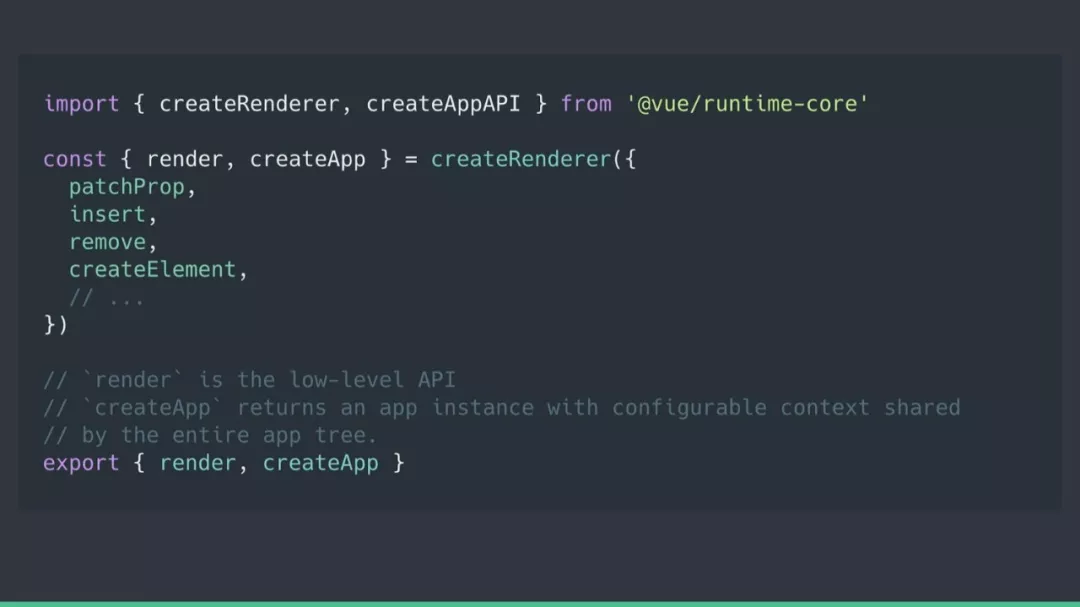 import { createRenderer, createAppAPI } from '@vue/runtime-core'
const { render, createApp } = createRenderer({
patchProp,
insert,
remove,
createElement,
// ...
})
// `render` is the low-level API
// `createApp` returns an app instance with configurable context shared
// by the entire app tree.
export { render, createApp }